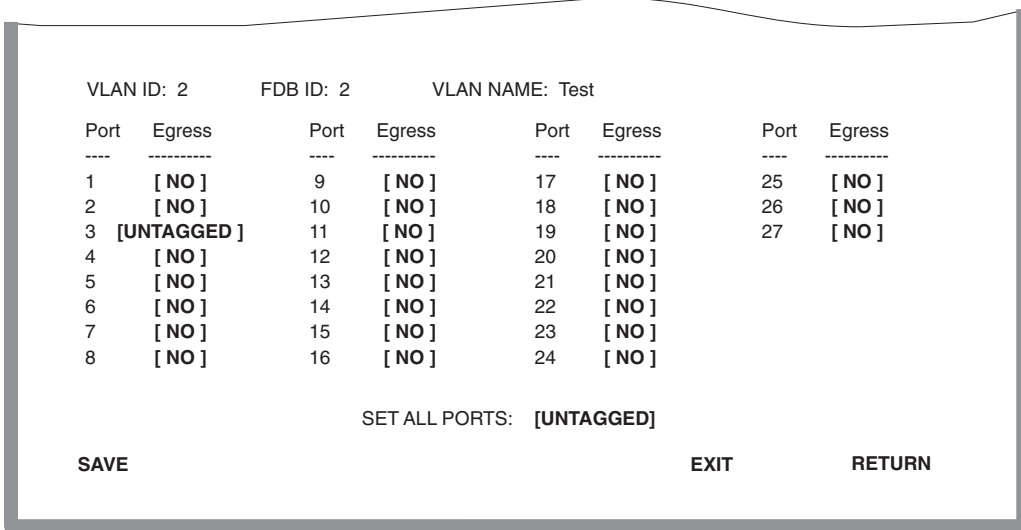 VLAN ID: 2 FDB ID: 2 VLAN NAME: Test
Port Egress Port Egress Port Egress Port Egress
---- ---------- ---- ---------- ---- ---------- ---- ----------
1 [ NO ] 9 [ NO ] 17 [ NO ] 25 [ NO ]
2 [ NO ] 10 [ NO ] 18 [ NO ] 26 [ NO ]
3 [UNTAGGED ] 11 [ NO ] 19 [ NO ] 27 [ NO ]
4 [ NO ] 12 [ NO ] 20 [ NO ]
5 [ NO ] 13 [ NO ] 21 [ NO ]
6 [ NO ] 14 [ NO ] 22 [ NO ]
7 [ NO ] 15 [ NO ] 23 [ NO ]
8 [ NO ] 16 [ NO ] 24 [ NO ]
SET ALL PORTS: [UNTAGGED]
SAVE EXIT RETURN